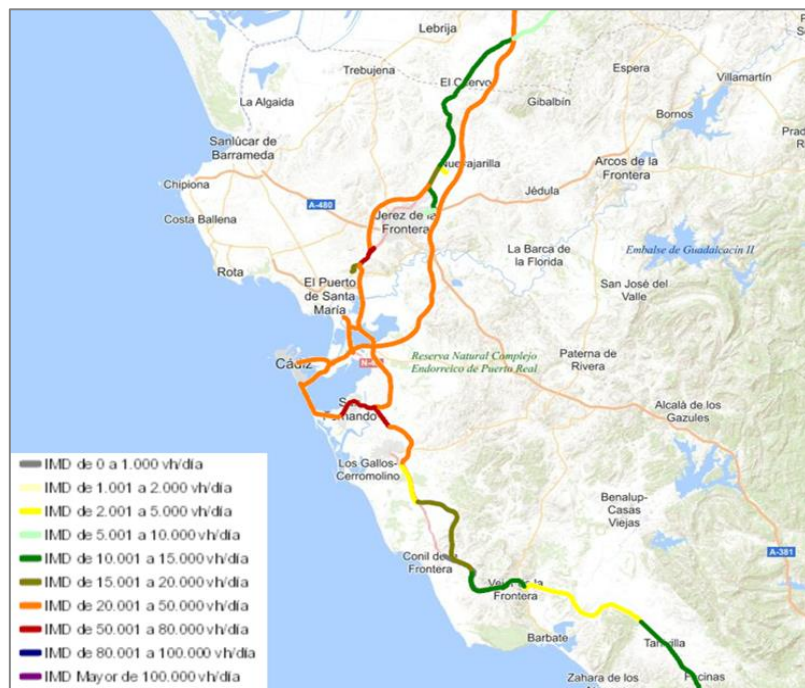 Lebrija
Trebujena
Espera
El Cuervo
Villamartín
La Algaida
Gibalbín
Bornos
Sanlúcar de
Barrameda
Nuevajarilla
Arcos de la
Frontera
Chipiona
Jédula
A-480
Costa Ballena
Jerez de la
Frontera
La Barca de
la Florida
Embalse de Guadalcacín II
Rota
El Puerto
de Santa
María
San José del
Valle
Cádiz
Reserva Natural Complejo
Endorreico de Puerto Real
Paterna de
Rivera
Fernando
Alcalá de los
Gazules
Los Gallos-
Cerromolino
Benalup-
Casas
Viejas
Conil de la
Frontera
A-381
Vejer de la
Frontera
Barbate
Tahivilla
Zahara de los
Facinas
IMD de 0 a 1.000 vh/día
IMD de 1.001 a 2.000 vh/día
IMD de 2.001 a 5.000 vh/día
IMD de 5.001 a 10.000 vh/día
IMD de 10.001 a 15.000 vh/día
IMD de 15.001 a 20.000 vh/día
IMD de 20.001 a 50.000 vh/día
IMD de 50.001 a 80.000 vh/día
IMD de 80.001 a 100.000 vh/día
IMD Mayor de 100.000 vh/día